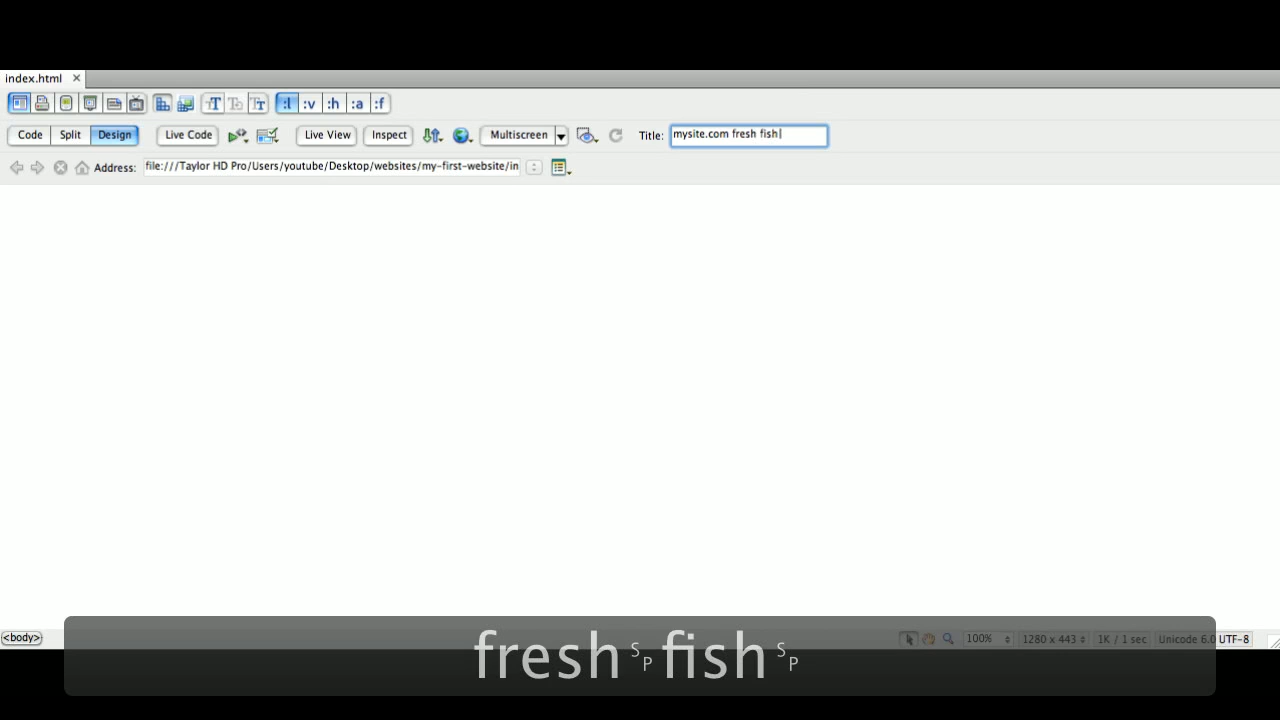 index.html
T T T :l :v :h :a :f
Code Split Design Live Code Live View Inspect Multiscreen Title: mysite.com fresh fish
Address: file:///Taylor HD Pro/Users/youtube/Desktop/websites/my-first-website/in
<body> 100% 1280 x 443 1K / 1 sec Unicode 6.0 UTF-8
fresh SP fish SP